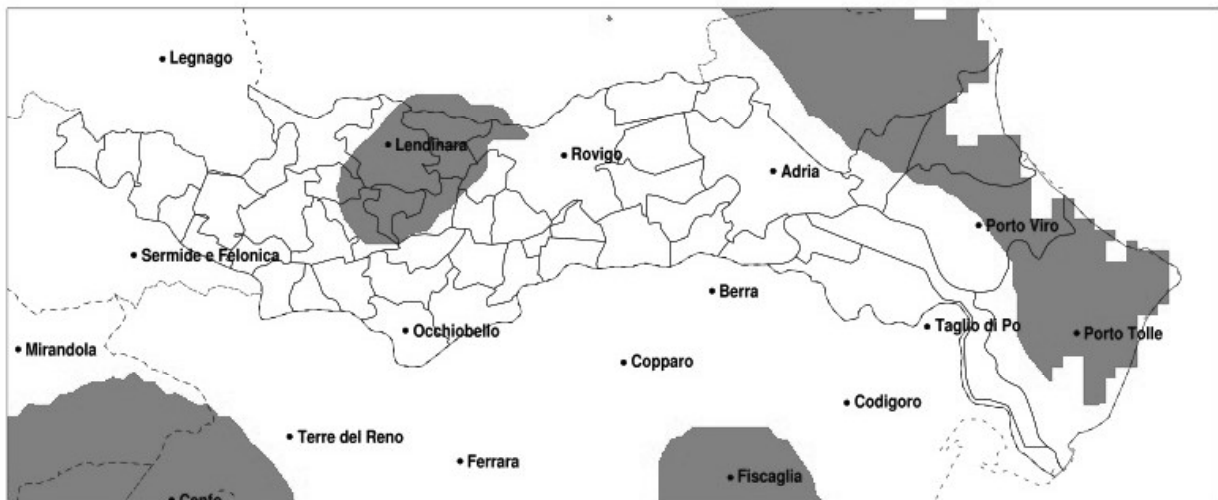 Legnago
Lendinara
Rovigo
Adria
Porto Viro
Sermide e Felonica
Berra
Occhiobello
Taglio di Po
Porto Tolle
Mirandola
Copparo
Codigoro
Terre del Reno
Ferrara
Fiscaglia
Cento